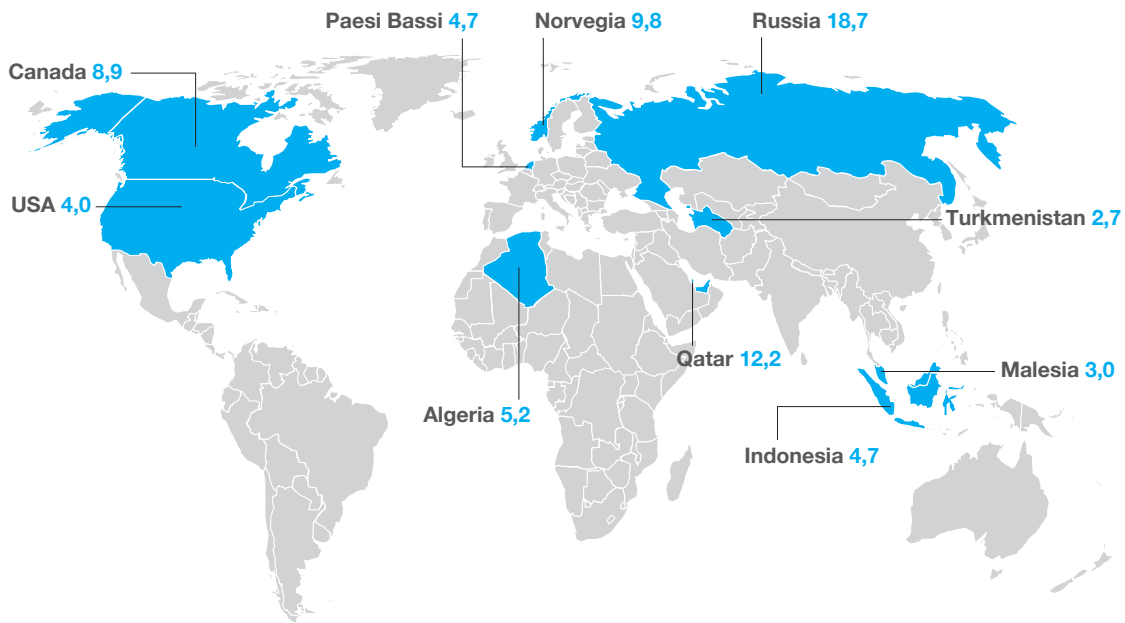 Paesi Bassi 4,7
Norvegia 9,8
Russia 18,7
Canada 8,9
USA 4,0
Turkmenistan 2,7
Qatar 12,2
Malesia 3,0
Algeria 5,2
Indonesia 4,7